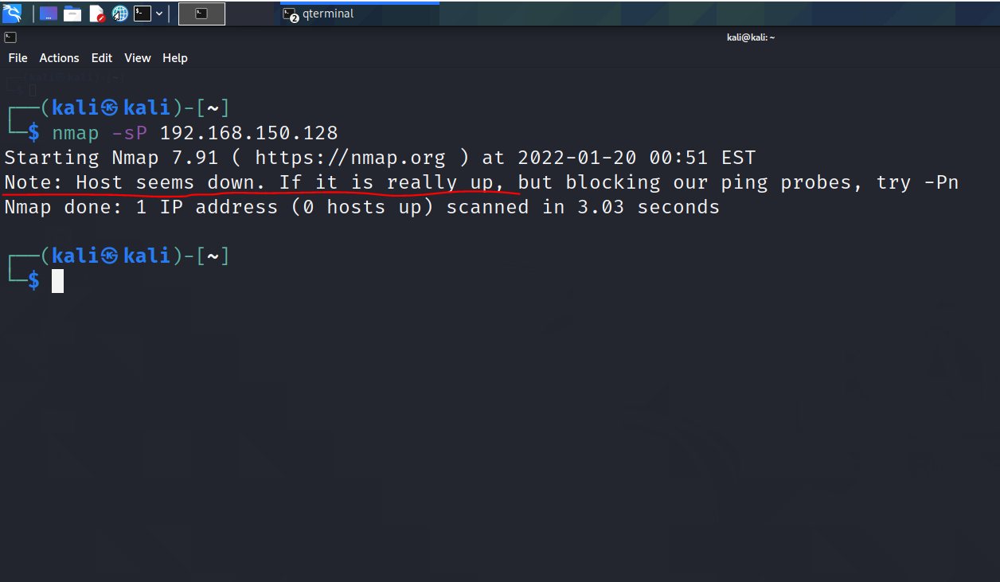 qterminal
kali@kali: ~
File Actions Edit View Help
┌──(kali㉿kali)-[~]
└─$ nmap -sP 192.168.150.128
Starting Nmap 7.91 ( https://nmap.org ) at 2022-01-20 00:51 EST
Note: Host seems down. If it is really up, but blocking our ping probes, try -Pn
Nmap done: 1 IP address (0 hosts up) scanned in 3.03 seconds
┌──(kali㉿kali)-[~]
└─$